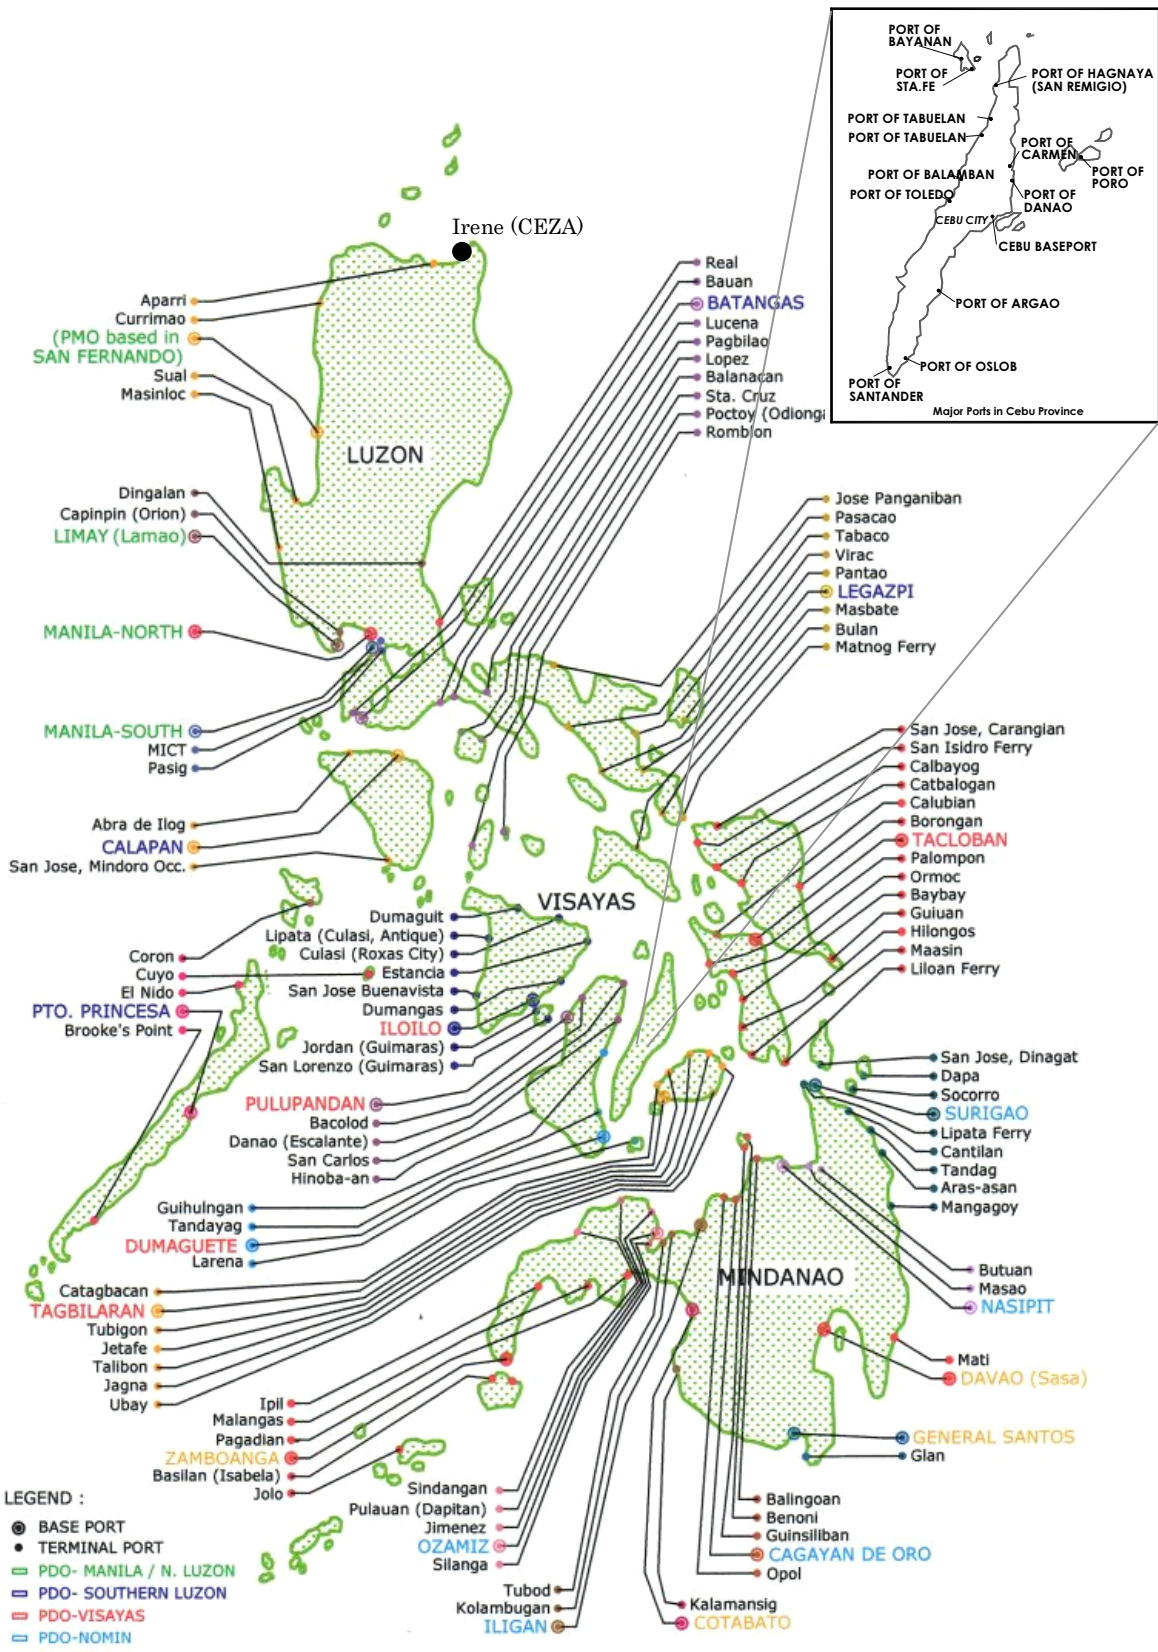 PORT OF
BAYANAN
PORT OF
STA.FE
PORT OF HAGNAYA
(SAN REMIGIO)
PORT OF TABUELAN
PORT OF TABUELAN
PORT OF
CARMEN
PORT OF BALAMBAN
PORT OF
PORO
PORT OF TOLEDO
PORT OF
DANAO
CEBU CITY
CEBU BASEPORT
PORT OF ARGAO
PORT OF OSLOB
PORT OF
SANTANDER
Major Ports in Cebu Province
Irene (CEZA)
Aparri
Currimao
(PMO based in
SAN FERNANDO)
Sual
Masinloc
LUZON
Dingalan
Capinpin (Orion)
LIMAY (Lamao)
MANILA-NORTH
MANILA-SOUTH
MICT
Pasig
Abra de Ilog
CALAPAN
San Jose, Mindoro Occ.
Real
Bauan
BATANGAS
Lucena
Pagbilao
Lopez
Balanacan
Sta. Cruz
Poctoy (Odionga
Romblon
Jose Panganiban
Pasacao
Tabaco
Virac
Pantao
LEGAZPI
Masbate
Bulan
Matnog Ferry
San Jose, Carangian
San Isidro Ferry
Calbayog
Catbalogan
Calubian
Borongan
TACLOBAN
Palompon
Ormoc
Baybay
Guiuan
Hilongos
Maasin
Liloan Ferry
VISAYAS
Coron
Cuyo
El Nido
PTO. PRINCESA
Brooke's Point
Dumaguit
Lipata (Culasi, Antique)
Culasi (Roxas City)
Estancia
San Jose Buenavista
Dumangas
ILOILO
Jordan (Guimaras)
San Lorenzo (Guimaras)
PULUPANDAN
Bacolod
Danao (Escalante)
San Carlos
Hinoba-an
Guihulngan
Tandayag
DUMAGUETE
Larena
Catagbacan
TAGBILARAN
Tubigon
Jetafe
Talibon
Jagna
Ubay
San Jose, Dinagat
Dapa
Socorro
SURIGAO
Lipata Ferry
Cantilan
Tandag
Aras-asan
Mangagoy
MINDANAO
Butuan
Masao
NASIPIT
Mati
DAVAO (Sasa)
GENERAL SANTOS
Glan
Ipil
Malangas
Pagadian
ZAMBOANGA
Basilan (Isabela)
Jolo
Sindangan
Pulauan (Dapitan)
Jimenez
OZAMIZ
Silanga
Tubod
Kolambugan
ILIGAN
Balingoan
Benoni
Guinsiliban
CAGAYAN DE ORO
Opol
Kalamansig
COTABATO
LEGEND :
BASE PORT
TERMINAL PORT
PDO- MANILA / N. LUZON
PDO- SOUTHERN LUZON
PDO-VISAYAS
PDO-NOMIN